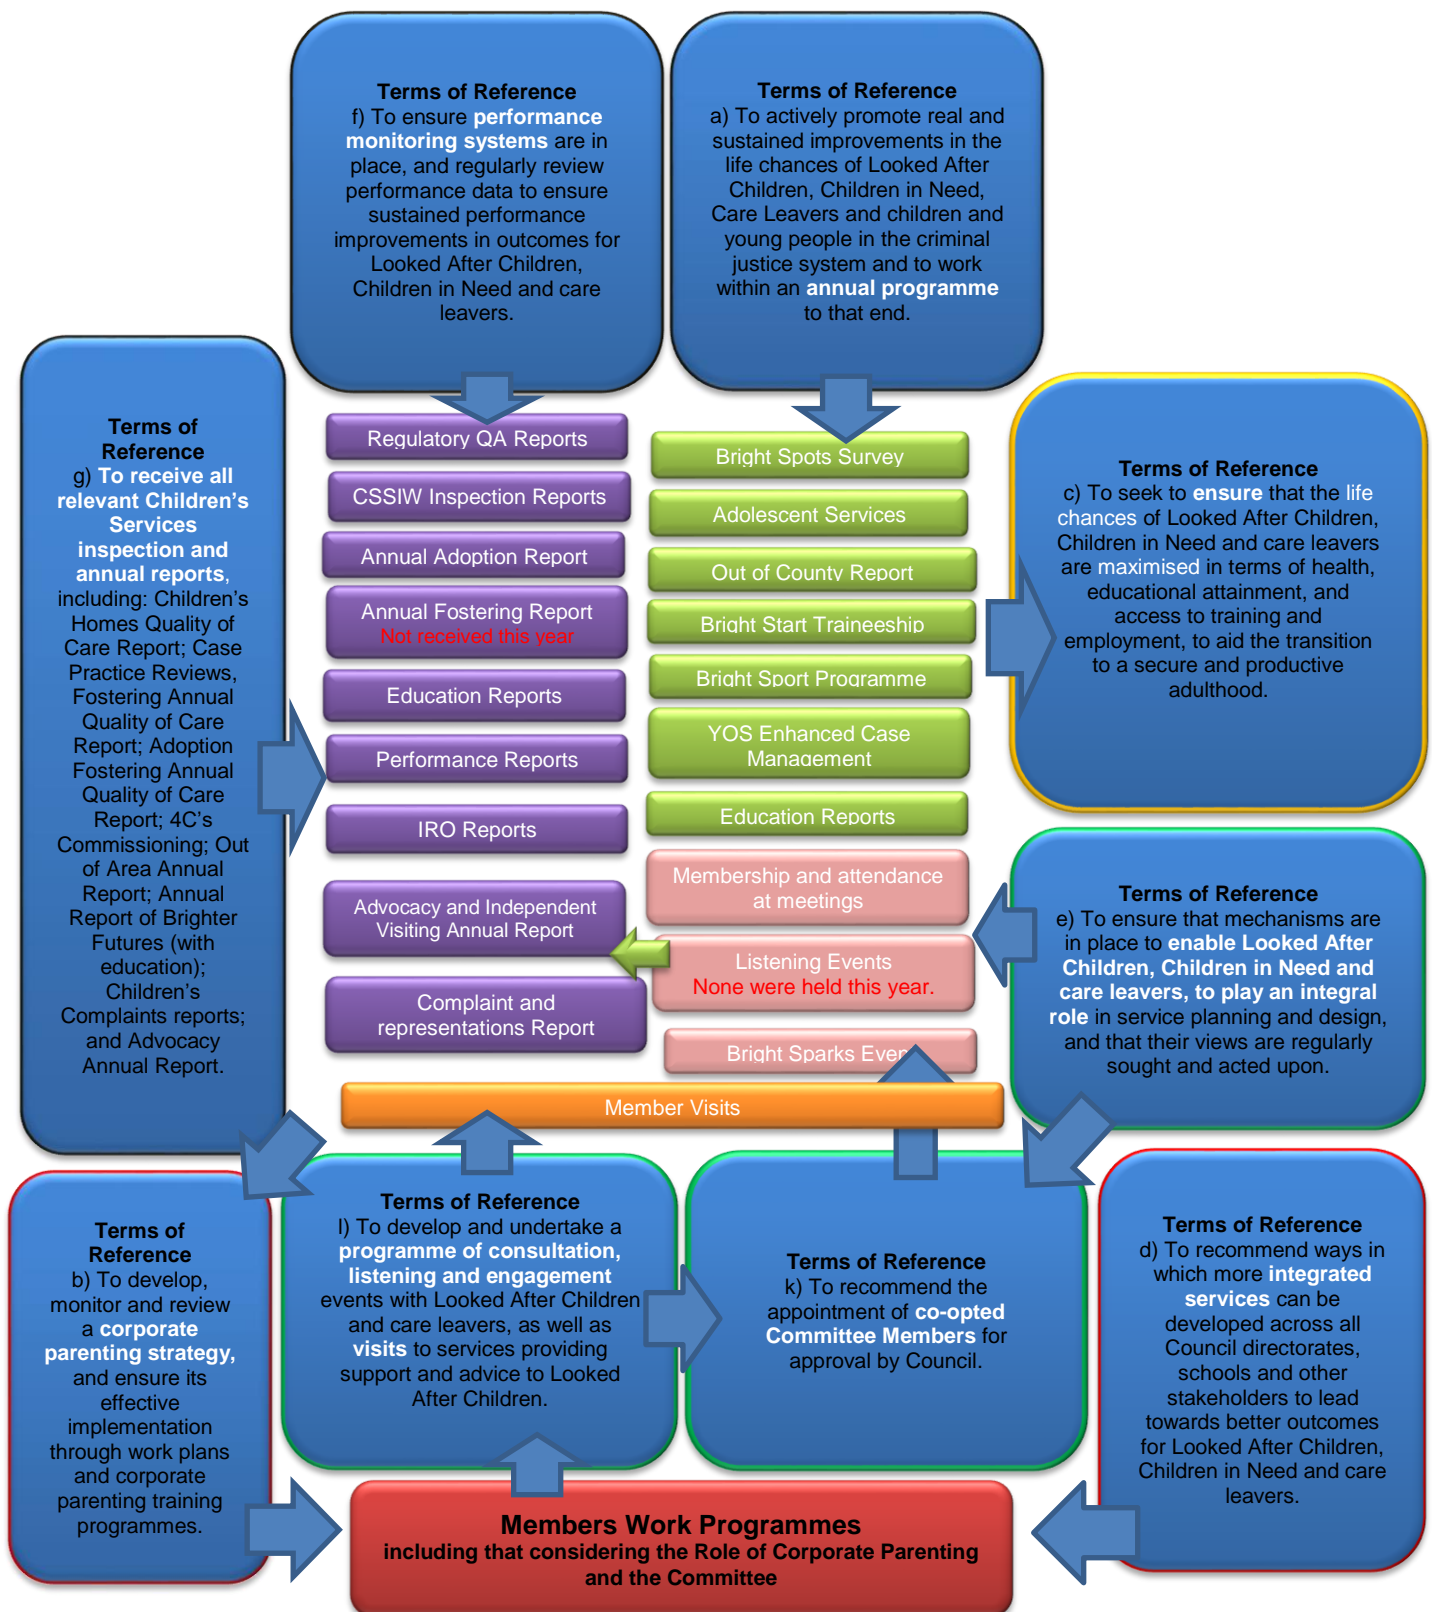 Terms of Reference
f) To ensure performance
monitoring systems are in
place, and regularly review
performance data to ensure
sustained performance
improvements in outcomes for
Looked After Children,
Children in Need and care
leavers.
Terms of Reference
a) To actively promote real and
sustained improvements in the
life chances of Looked After
Children, Children in Need,
Care Leavers and children and
young people in the criminal
justice system and to work
within an annual programme
to that end.
Terms of
Reference
g) To receive all
relevant Children's
Services
inspection and
annual reports,
including: Children's
Homes Quality of
Care Report; Case
Practice Reviews,
Fostering Annual
Quality of Care
Report; Adoption
Fostering Annual
Quality of Care
Report; 4C's
Commissioning; Out
of Area Annual
Report; Annual
Report of Brighter
Futures (with
education);
Children's
Complaints reports;
and Advocacy
Annual Report.
Regulatory QA Reports
CSSIW Inspection Reports
Annual Adoption Report
Annual Fostering Report
Not received this year
Education Reports
Performance Reports
IRO Reports
Advocacy and Independent
Visiting Annual Report
Complaint and
representations Report
Bright Spots Survey
Adolescent Services
Out of County Report
Bright Start Traineeship
Bright Sport Programme
YOS Enhanced Case
Management
Education Reports
Membership and attendance
at meetings
Listening Events
None were held this year.
Bright Sparks Even
Member Visits
Terms of Reference
c) To seek to ensure that the life
chances of Looked After Children,
Children in Need and care leavers
are maximised in terms of health,
educational attainment, and
access to training and
employment, to aid the transition
to a secure and productive
adulthood.
Terms of Reference
e) To ensure that mechanisms are
in place to enable Looked After
Children, Children in Need and
care leavers, to play an integral
role in service planning and design,
and that their views are regularly
sought and acted upon.
Terms of
Reference
b) To develop,
monitor and review
a corporate
parenting strategy,
and ensure its
effective
implementation
through work plans
and corporate
parenting training
programmes.
Terms of Reference
l) To develop and undertake a
programme of consultation,
listening and engagement
events with Looked After Children
and care leavers, as well as
visits to services providing
support and advice to Looked
After Children.
Terms of Reference
k) To recommend the
appointment of co-opted
Committee Members for
approval by Council.
Terms of Reference
d) To recommend ways in
which more integrated
services can be
developed across all
Council directorates,
schools and other
stakeholders to lead
towards better outcomes
for Looked After Children,
Children in Need and care
leavers.
Members Work Programmes
including that considering the Role of Corporate Parenting
and the Committee